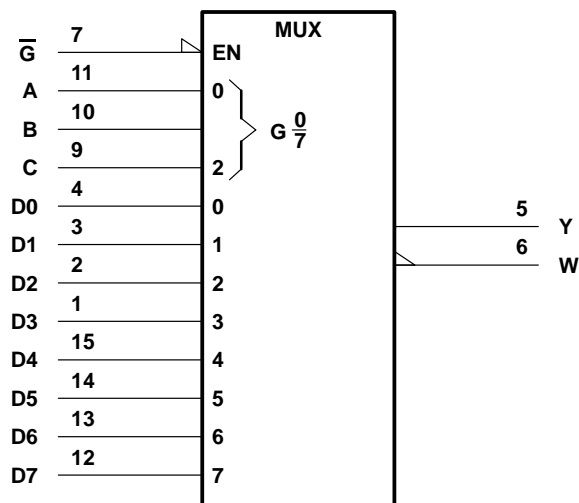 MUX
G̅ 7 EN
A 11 0
B 10
G 0/7
C 9 2
D0 4 0
D1 3 1
D2 2 2
D3 1 3
D4 15 4
D5 14 5
D6 13 6
D7 12 7
5 Y
6 W